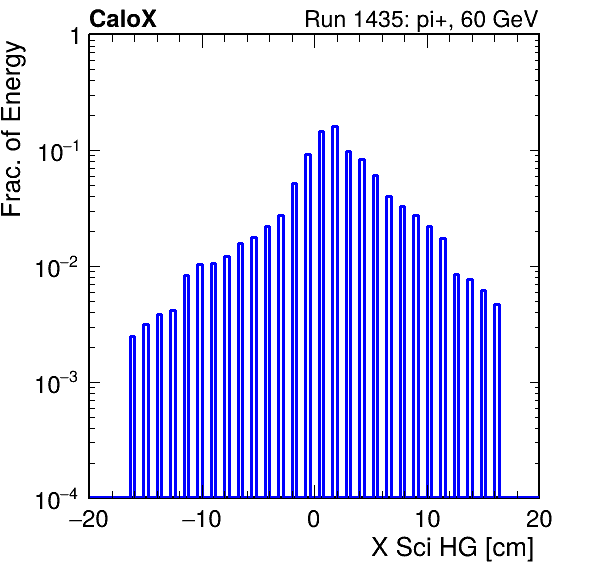 CaloX Run 1435: pi+, 60 GeV
Frac. of Energy
1
10⁻¹
10⁻²
10⁻³
10⁻⁴
−20 −10 0 10 20
X Sci HG [cm]